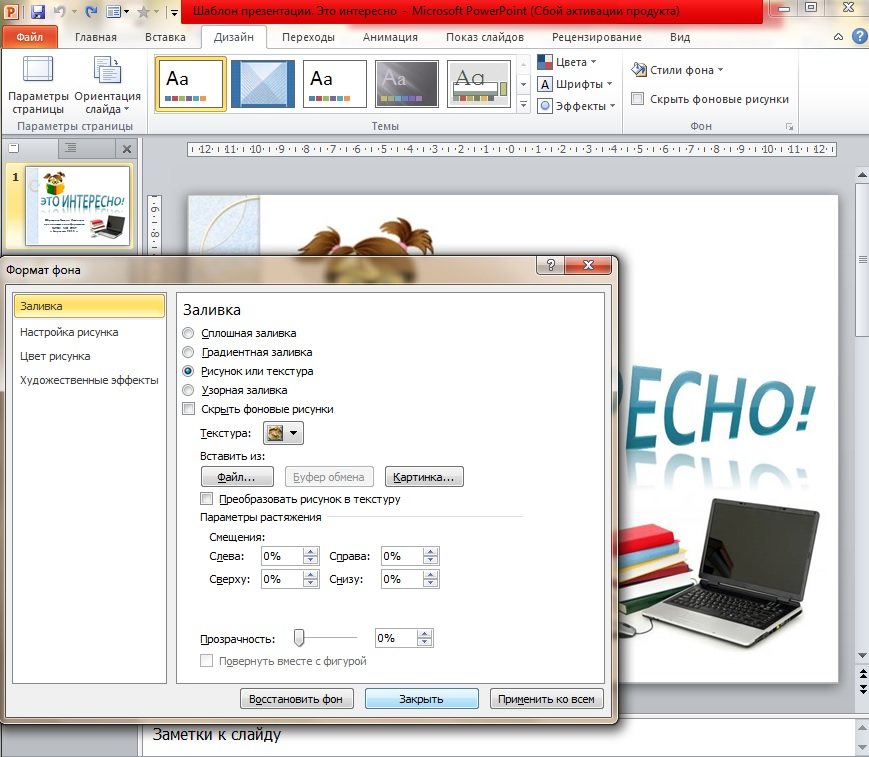 Шаблон презентации. Это интересно - Microsoft PowerPoint (Сбой активации продукта)
Файл Главная Вставка Дизайн Переходы Анимация Показ слайдов Рецензирование Вид
Параметры страницы
Ориентация слайда
Параметры страницы
Aa Aa Aa Aa
Темы
Цвета
Шрифты
Эффекты
Стили фона
Скрыть фоновые рисунки
Фон
12 11 10 9 8 7 6 5 4 3 2 1 0 1 2 3 4 5 6 7 8 9 10 11 12
1
ЭТО ИНТЕРЕСНО!
9 8
Формат фона
Заливка
Настройка рисунка
Цвет рисунка
Художественные эффекты
Заливка
Сплошная заливка
Градиентная заливка
Рисунок или текстура
Узорная заливка
Скрыть фоновые рисунки
Текстура:
Вставить из:
Файл... Буфер обмена Картинка...
Преобразовать рисунок в текстуру
Параметры растяжения
Смещения:
Слева: 0% Справа: 0%
Сверху: 0% Снизу: 0%
Прозрачность: 0%
Повернуть вместе с фигурой
Восстановить фон Закрыть Применить ко всем
РЕСНО!
Заметки к слайду